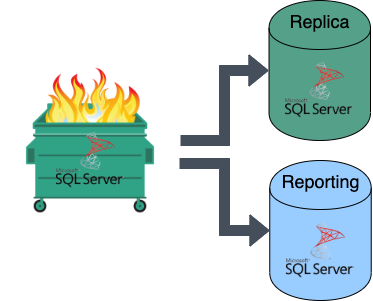 Replica
Microsoft
SQL Server
Microsoft
SQL Server
Reporting
Microsoft
SQL Server